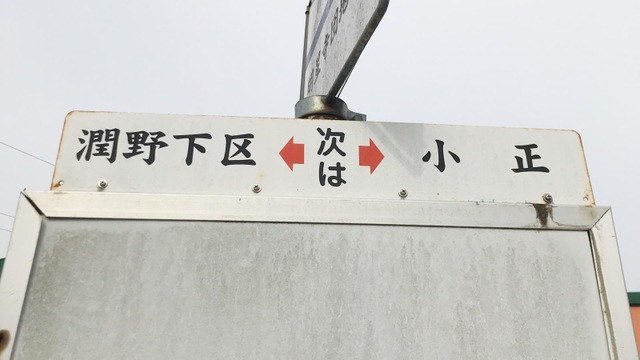 潤野下区 ← 次は → 小正